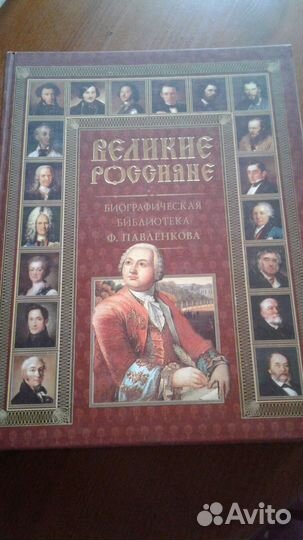 ВЕЛИКИЕ
РОССИЯНЕ
БИОГРАФИЧЕСКАЯ
БИБЛИОТЕКА
Ф. ПАВЛЕНКОВА
Avito